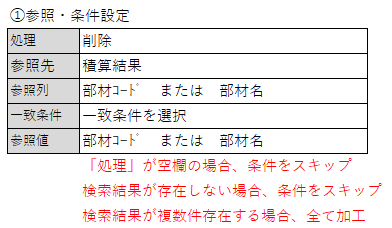 ①参照・条件設定
処理 削除
参照先 積算結果
参照列 部材ｺｰﾄﾞ または 部材名
一致条件 一致条件を選択
参照値 部材ｺｰﾄﾞ または 部材名
「処理」が空欄の場合、条件をスキップ
検索結果が存在しない場合、条件をスキップ
検索結果が複数件存在する場合、全て加工